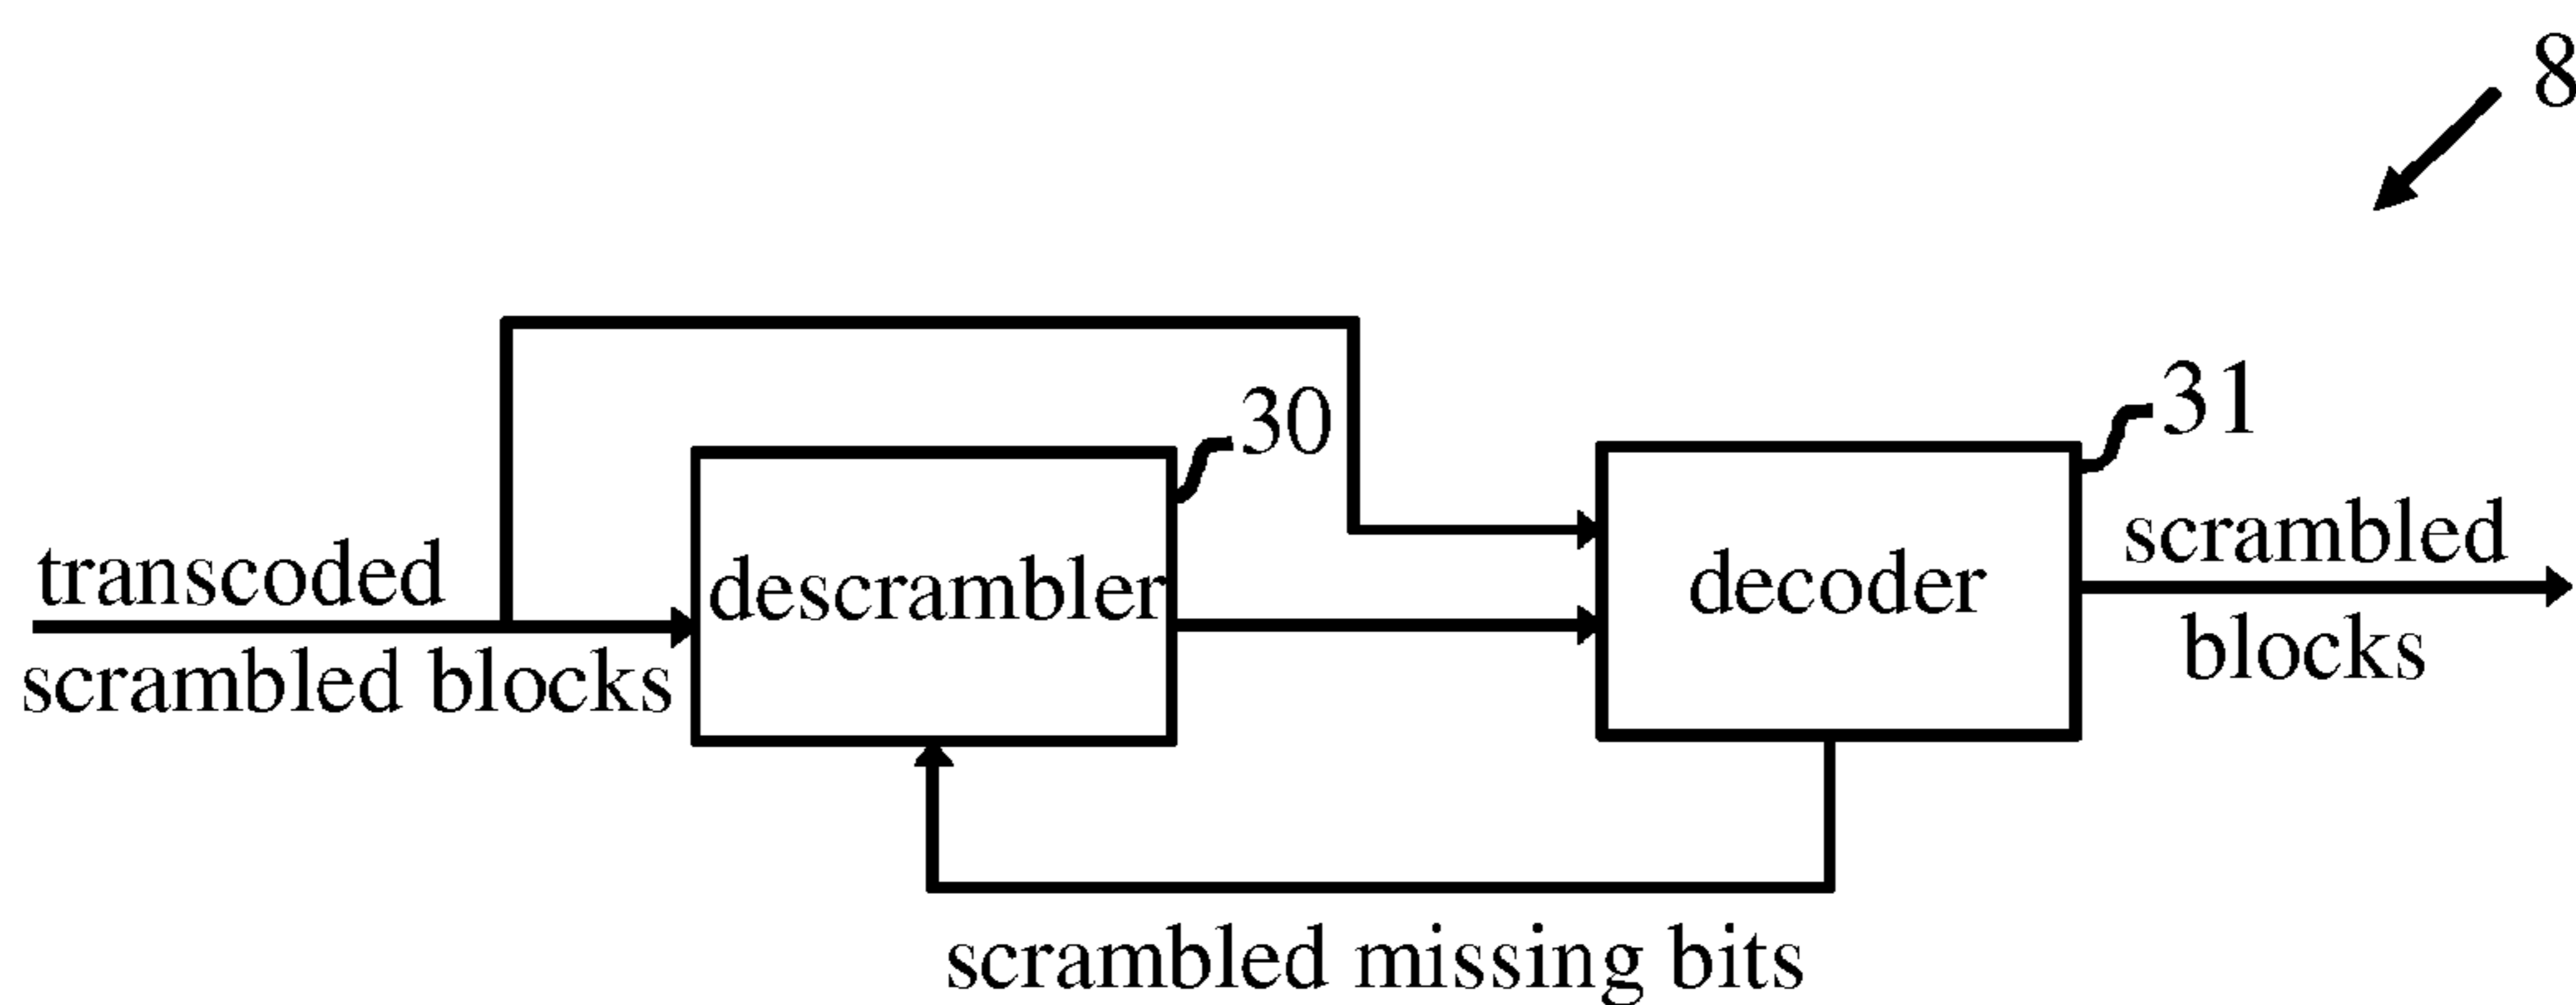 8
30
31
transcoded
scrambled blocks
descrambler
decoder
scrambled
blocks
scrambled missing bits